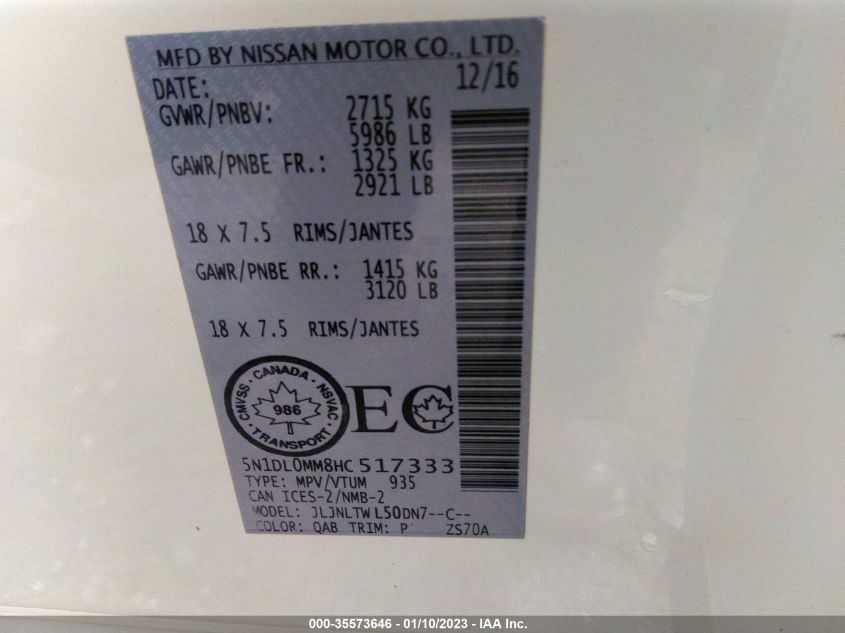 MFD BY NISSAN MOTOR CO., LTD.
DATE: 12/16
GVWR/PNBV: 2715 KG
5986 LB
GAWR/PNBE FR.: 1325 KG
2921 LB
18 X 7.5 RIMS/JANTES
GAWR/PNBE RR.: 1415 KG
3120 LB
18 X 7.5 RIMS/JANTES
CANADA · NSVAC · TRANSPORT · CMVSS ·
986
EC
5N1DL0MM8HC 517333
TYPE: MPV/VTUM 935
CAN ICES-2/NMB-2
MODEL: JLJNLTW L50DN7--C--
COLOR: QAB TRIM: P ZS70A
000-35573646 - 01/10/2023 - IAA Inc.